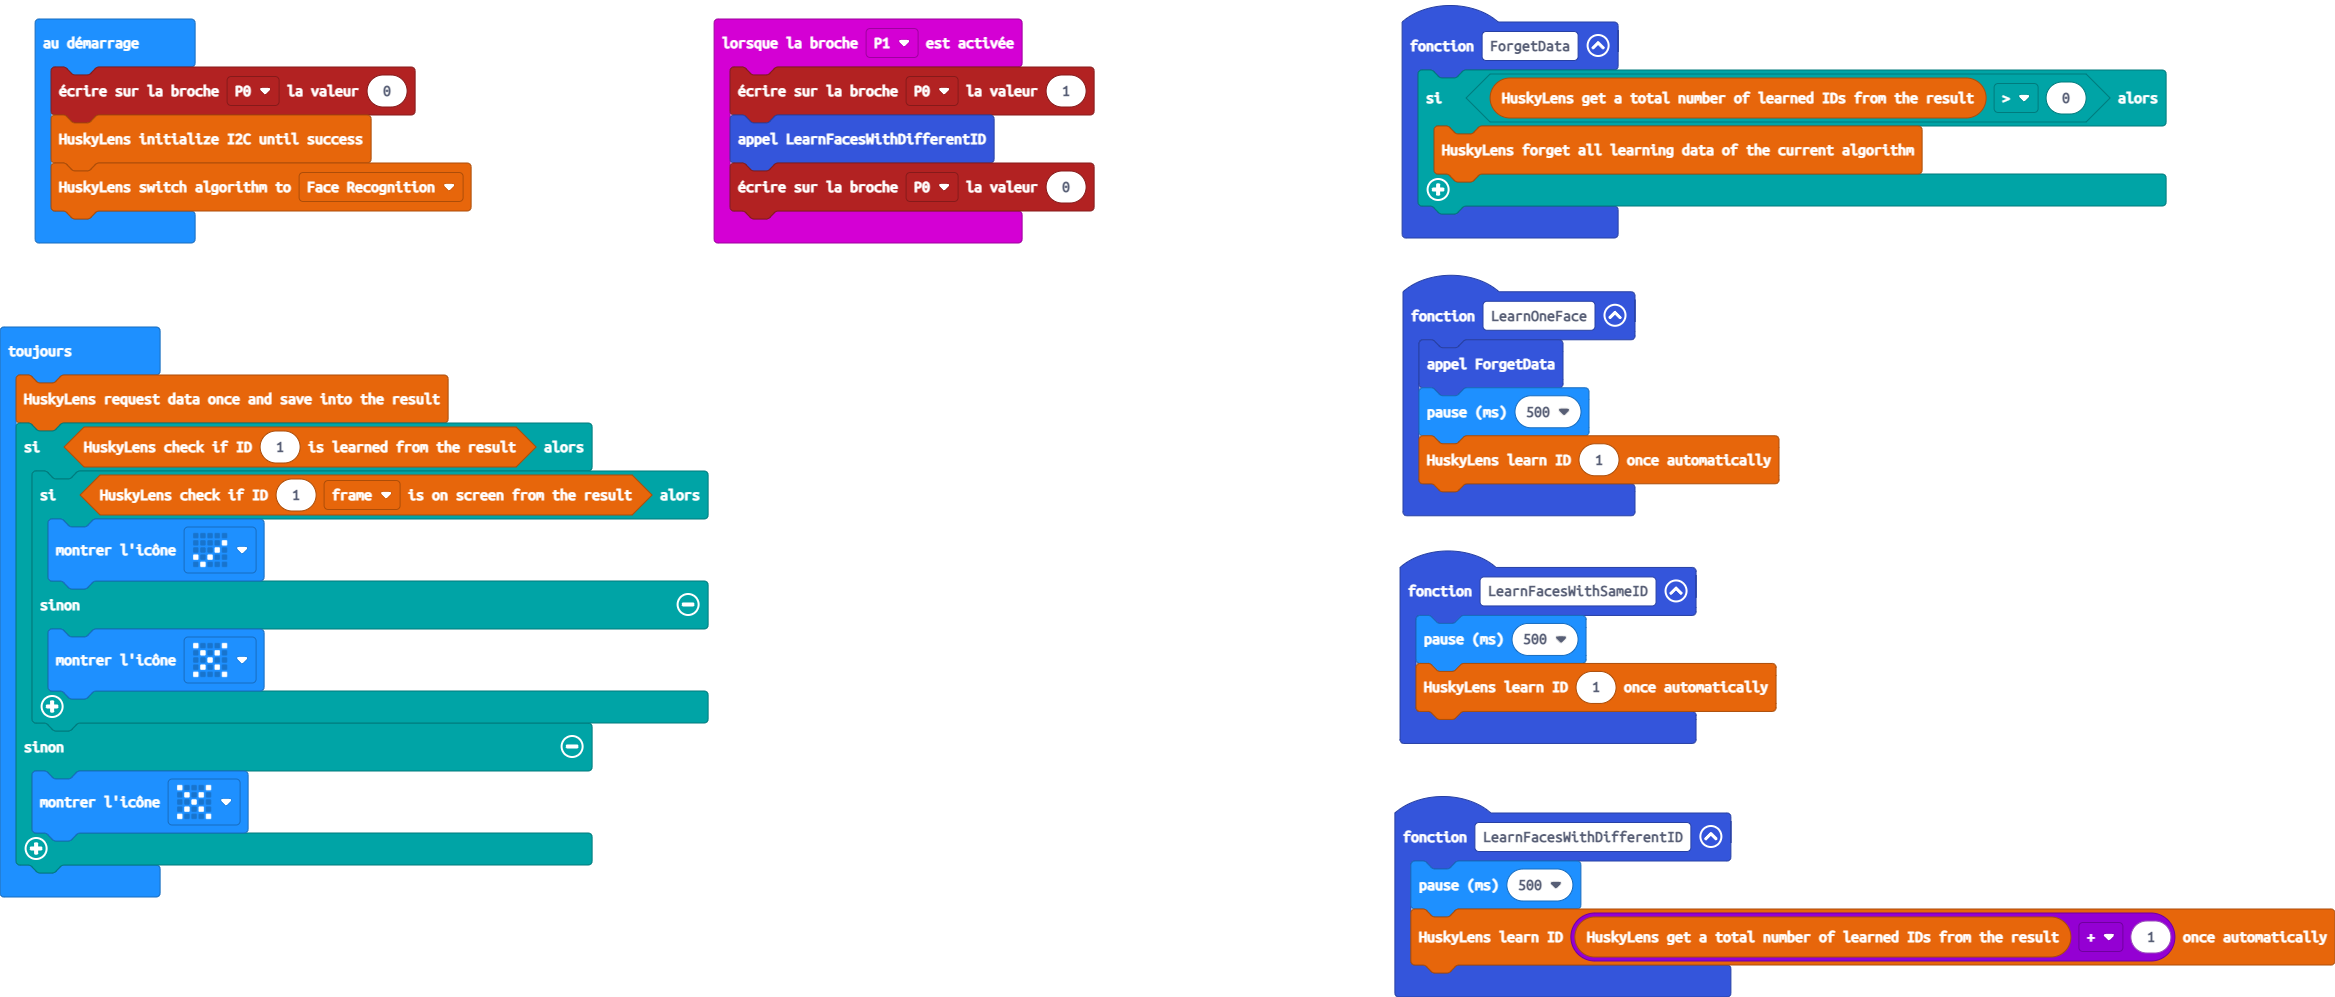 au démarrage
écrire sur la broche P0 la valeur 0
HuskyLens initialize I2C until success
HuskyLens switch algorithm to Face Recognition
lorsque la broche P1 est activée
écrire sur la broche P0 la valeur 1
appel LearnFacesWithDifferentID
écrire sur la broche P0 la valeur 0
fonction ForgetData
si HuskyLens get a total number of learned IDs from the result > 0 alors
HuskyLens forget all learning data of the current algorithm
fonction LearnOneFace
appel ForgetData
pause (ms) 500
HuskyLens learn ID 1 once automatically
toujours
HuskyLens request data once and save into the result
si HuskyLens check if ID 1 is learned from the result alors
si HuskyLens check if ID 1 frame is on screen from the result alors
montrer l'icône
sinon
montrer l'icône
sinon
montrer l'icône
fonction LearnFacesWithSameID
pause (ms) 500
HuskyLens learn ID 1 once automatically
fonction LearnFacesWithDifferentID
pause (ms) 500
HuskyLens learn ID HuskyLens get a total number of learned IDs from the result + 1 once automatically